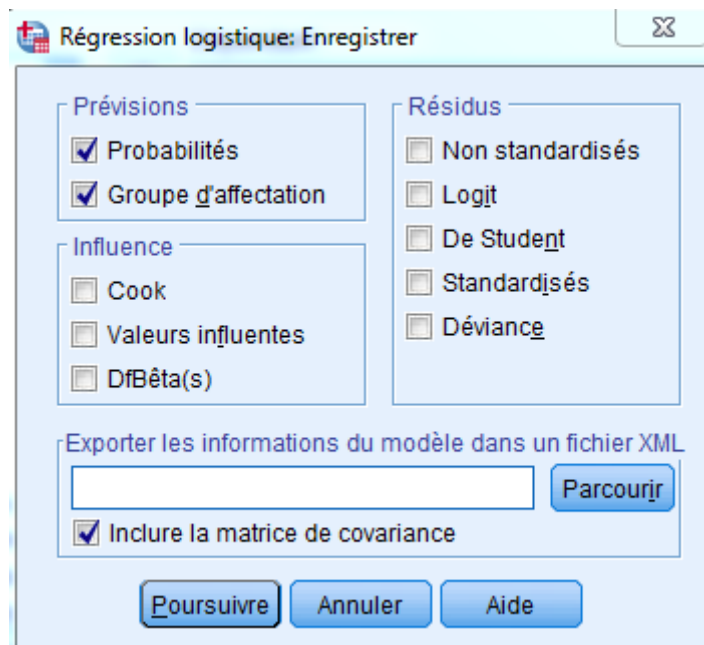 Régression logistique: Enregistrer
Prévisions
Probabilités
Groupe d'affectation
Influence
Cook
Valeurs influentes
DfBêta(s)
Résidus
Non standardisés
Logit
De Student
Standardisés
Déviance
Exporter les informations du modèle dans un fichier XML
Parcourir
Inclure la matrice de covariance
Poursuivre
Annuler
Aide